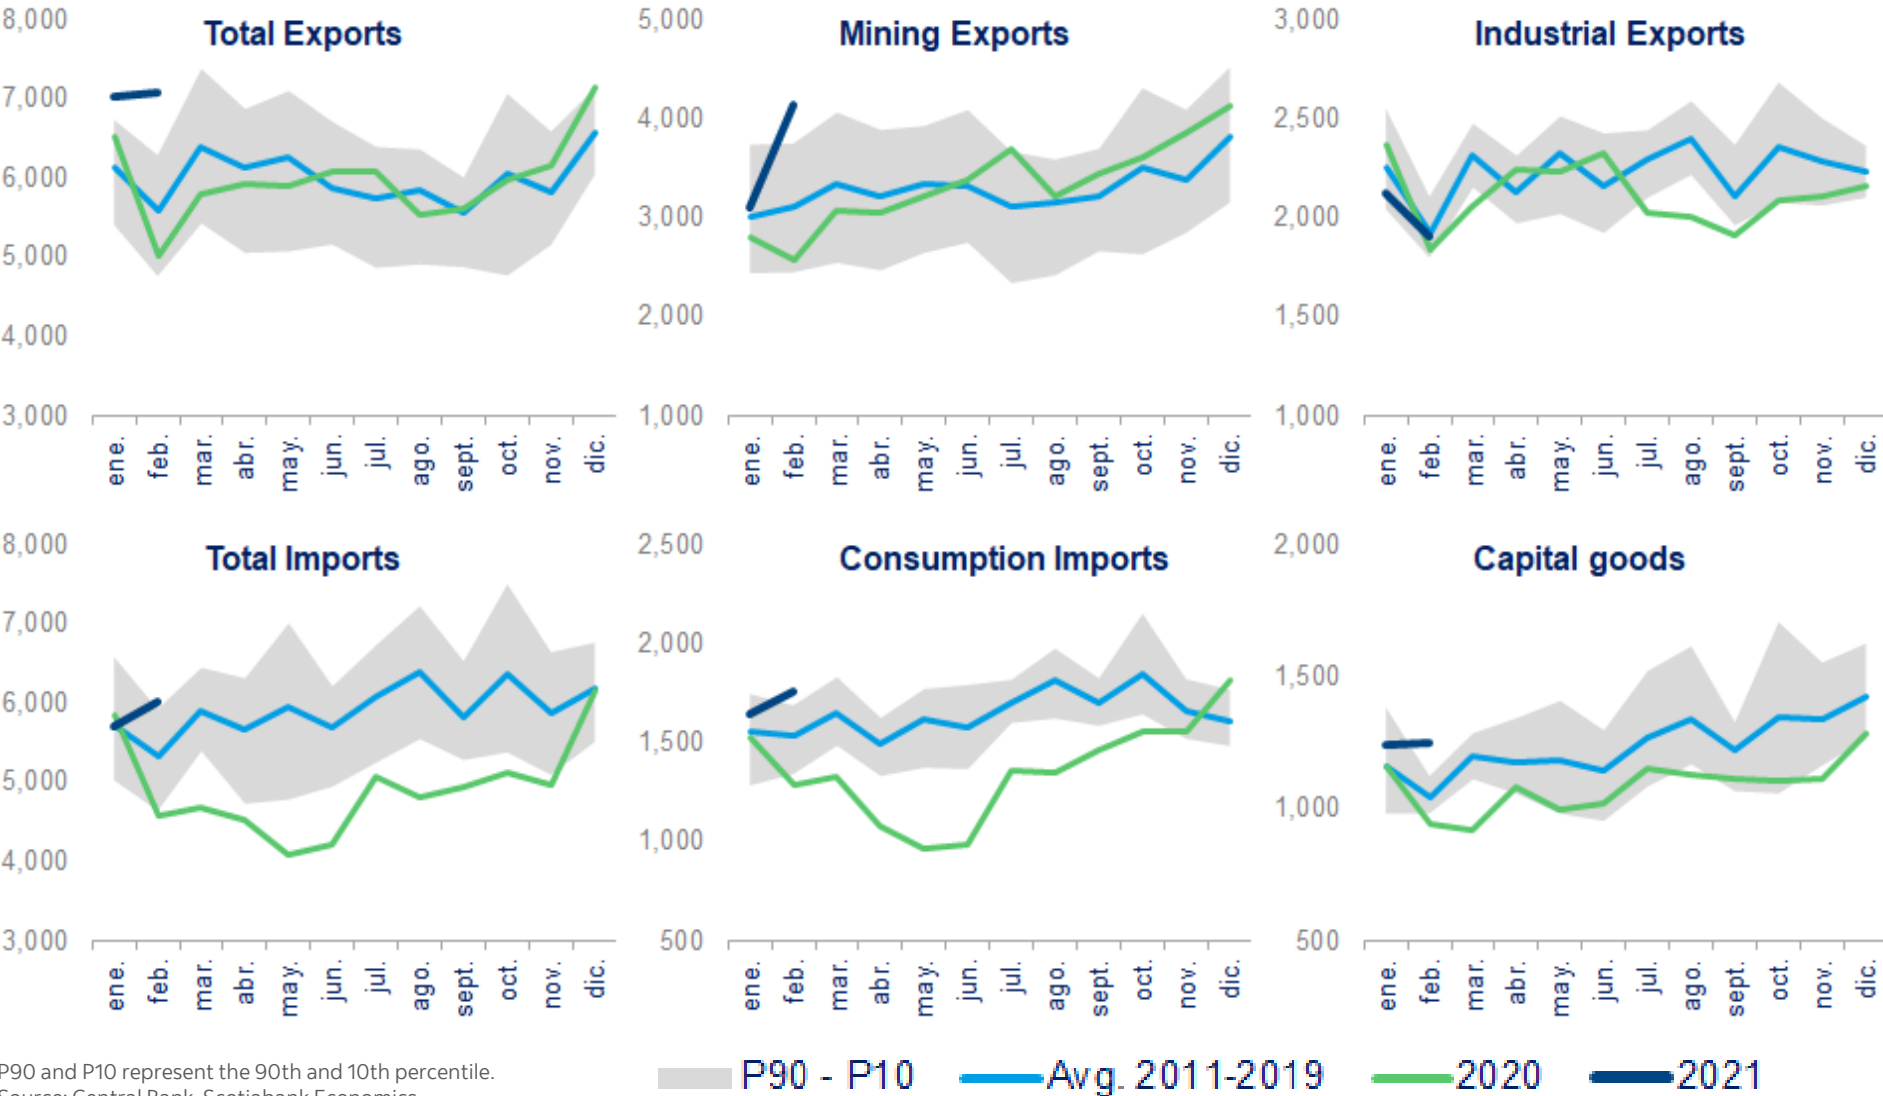 Total Exports
8,000
7,000
6,000
5,000
4,000
3,000
ene.
feb.
mar.
abr.
may.
jun.
jul.
ago.
sept.
oct.
nov.
dic.
Mining Exports
5,000
4,000
3,000
2,000
1,000
ene.
feb.
mar.
abr.
may.
jun.
jul.
ago.
sept.
oct.
nov.
dic.
Industrial Exports
3,000
2,500
2,000
1,500
1,000
ene.
feb.
mar.
abr.
may.
jun.
jul.
ago.
sept.
oct.
nov.
dic.
Total Imports
8,000
7,000
6,000
5,000
4,000
3,000
ene.
feb.
mar.
abr.
may.
jun.
jul.
ago.
sept.
oct.
nov.
dic.
Consumption Imports
2,500
2,000
1,500
1,000
500
ene.
feb.
mar.
abr.
may.
jun.
jul.
ago.
sept.
oct.
nov.
dic.
Capital goods
2,000
1,500
1,000
500
ene.
feb.
mar.
abr.
may.
jun.
jul.
ago.
sept.
oct.
nov.
dic.
P90 - P10
Avg. 2011-2019
2020
2021
P90 and P10 represent the 90th and 10th percentile.
Source: Central Bank, Scotiabank Economics